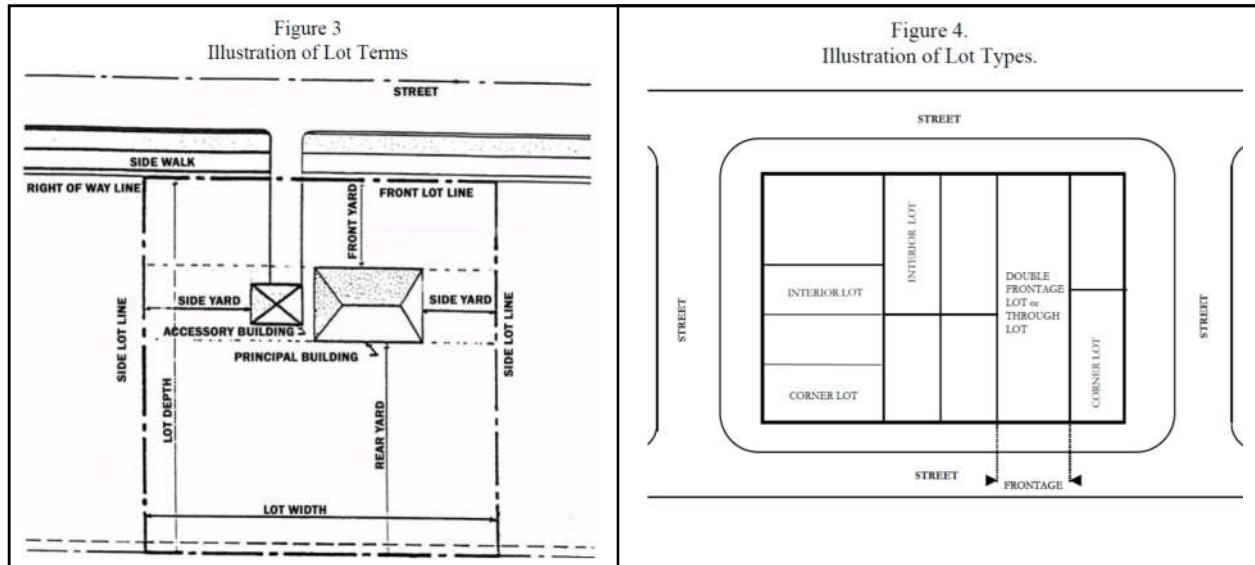 Figure 3
Illustration of Lot Terms
STREET
SIDE WALK
RIGHT OF WAY LINE
FRONT LOT LINE
FRONT YARD
SIDE YARD
SIDE YARD
ACCESSORY BUILDING
PRINCIPAL BUILDING
SIDE LOT LINE
LOT DEPTH
REAR YARD
SIDE LOT LINE
LOT WIDTH
Figure 4.
Illustration of Lot Types.
STREET
STREET
INTERIOR LOT
INTERIOR LOT
DOUBLE
FRONTAGE
LOT or
THROUGH
LOT
STREET
CORNER LOT
CORNER LOT
STREET
FRONTAGE